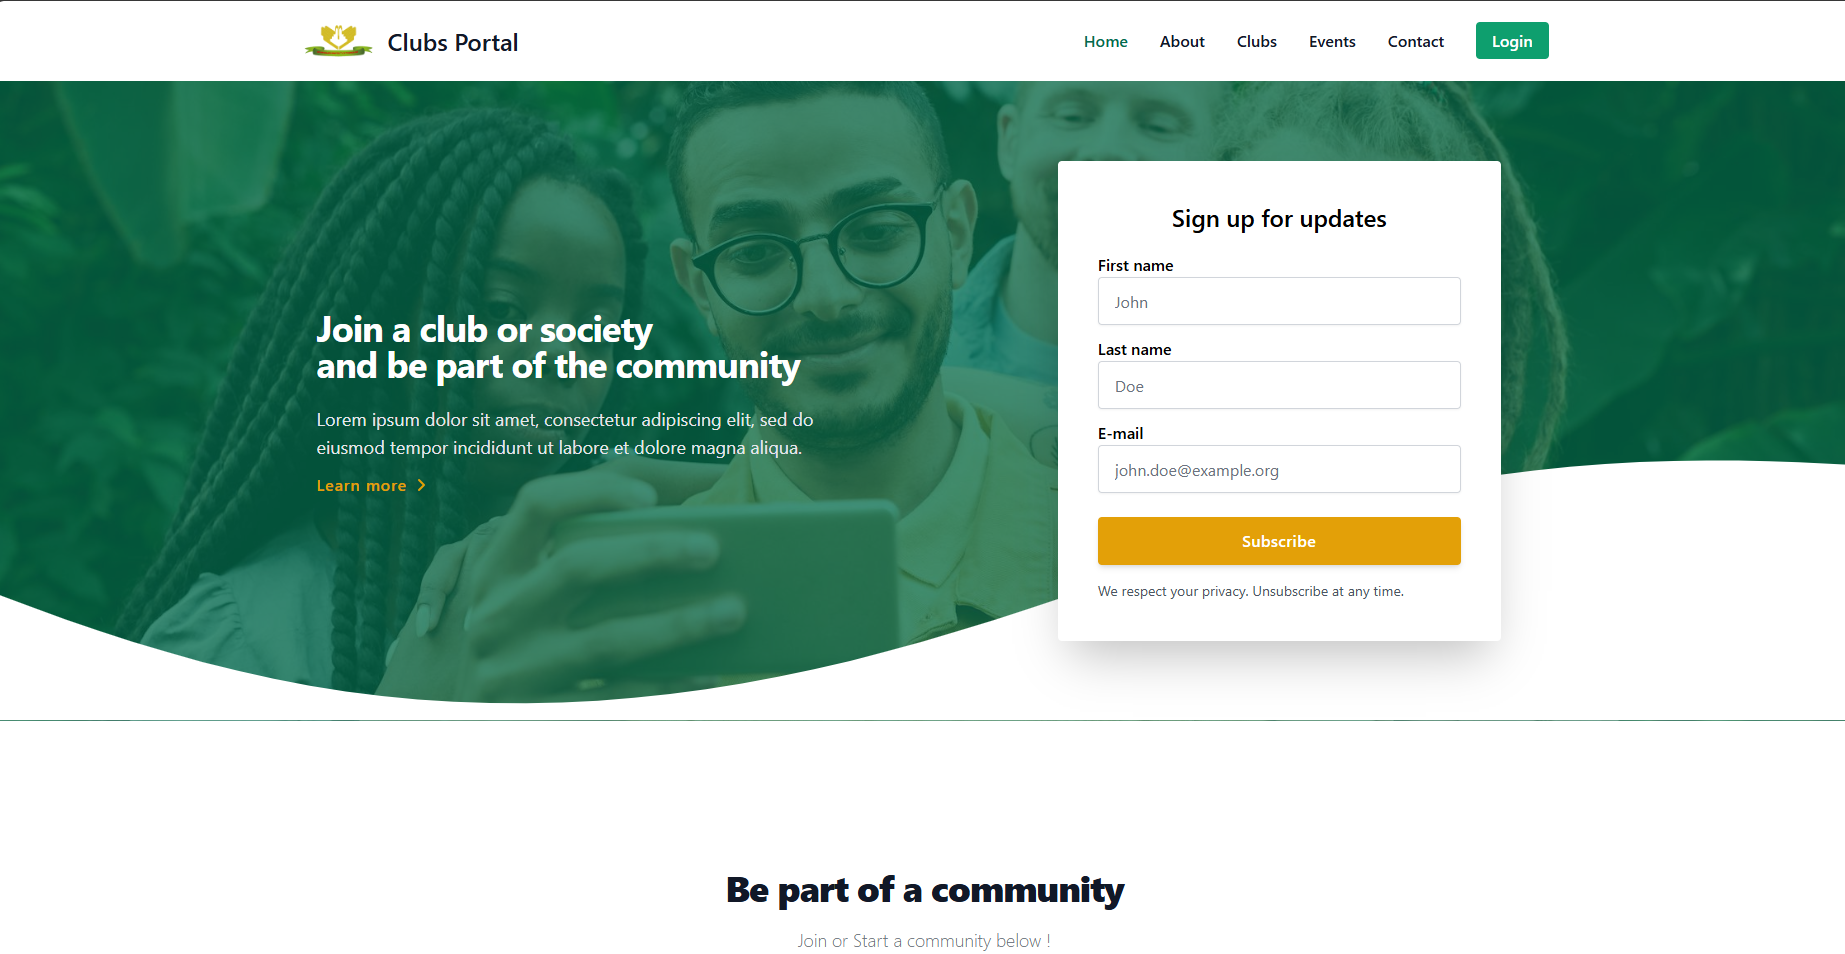 Clubs Portal
Home
About
Clubs
Events
Contact
Login
Join a club or society
and be part of the community
Lorem ipsum dolor sit amet, consectetur adipiscing elit, sed do
eiusmod tempor incididunt ut labore et dolore magna aliqua.
Learn more
Sign up for updates
First name
John
Last name
Doe
E-mail
john.doe@example.org
Subscribe
We respect your privacy. Unsubscribe at any time.
Be part of a community
Join or Start a community below !